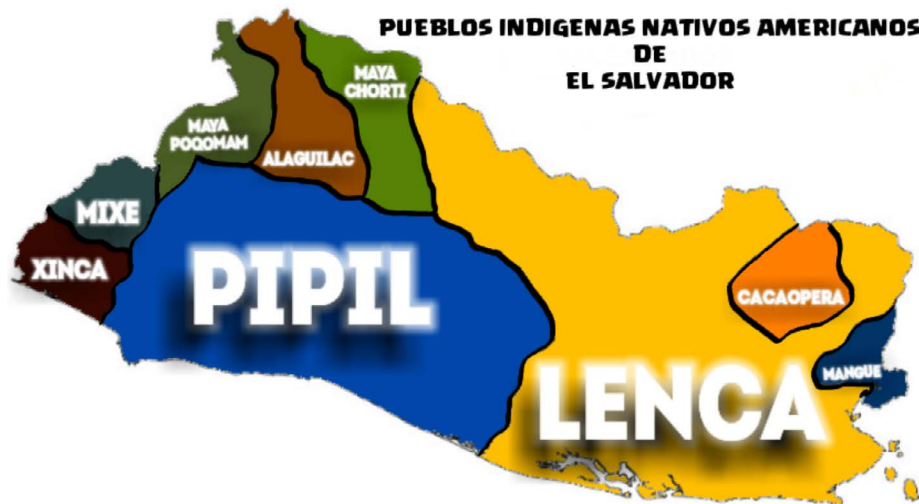 PUEBLOS INDIGENAS NATIVOS AMERICANOS
DE
EL SALVADOR
MAYA
CHORTI
MAYA
POQOMAM
ALAGUILAC
MIXE
XINCA
PIPIL
CACAOPERA
MANGUE
LENCA